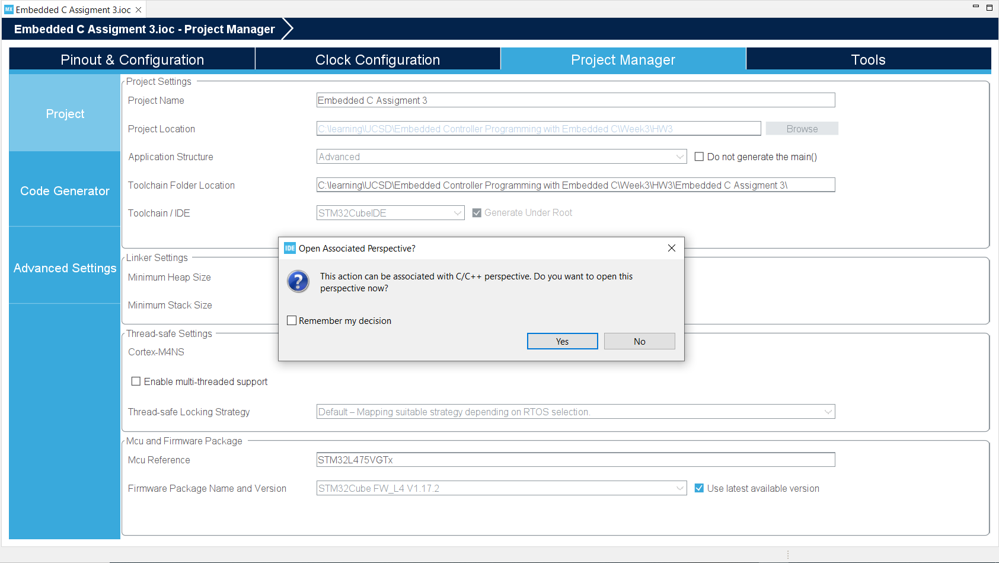 MX Embedded C Assigment 3.ioc
Embedded C Assigment 3.ioc - Project Manager
Pinout & Configuration
Clock Configuration
Project Manager
Tools
Project
Code Generator
Advanced Settings
Project Settings
Project Name
Embedded C Assigment 3
Project Location
C:\learning\UCSD\Embedded Controller Programming with Embedded C\Week3\HW3
Browse
Application Structure
Advanced
Do not generate the main()
Toolchain Folder Location
C:\learning\UCSD\Embedded Controller Programming with Embedded C\Week3\HW3\Embedded C Assigment 3\
Toolchain / IDE
STM32CubeIDE
Generate Under Root
Linker Settings
Minimum Heap Size
Minimum Stack Size
IDE Open Associated Perspective?
This action can be associated with C/C++ perspective. Do you want to open this
perspective now?
Remember my decision
Yes
No
Thread-safe Settings
Cortex-M4NS
Enable multi-threaded support
Thread-safe Locking Strategy
Default – Mapping suitable strategy depending on RTOS selection.
Mcu and Firmware Package
Mcu Reference
STM32L475VGTx
Firmware Package Name and Version
STM32Cube FW_L4 V1.17.2
Use latest available version